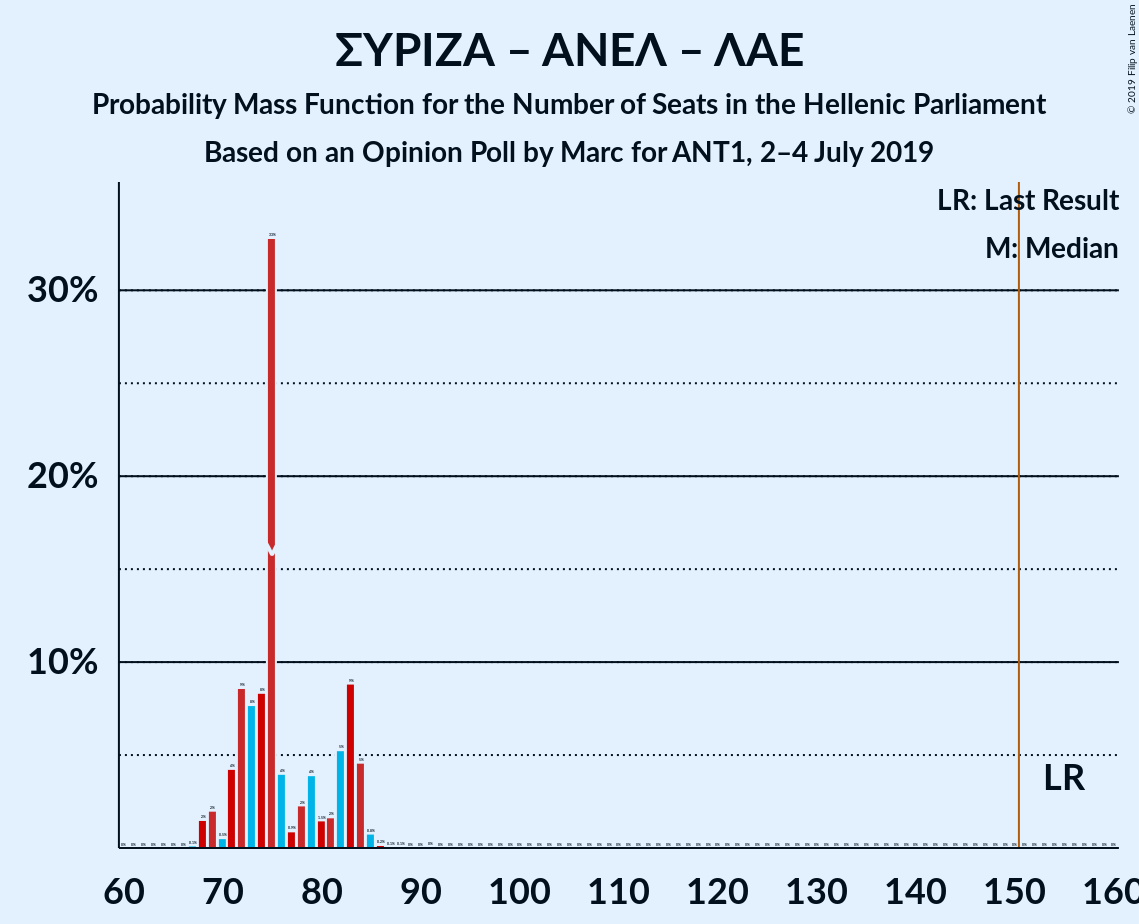 ΣΥΡΙΖΑ – ΑΝΕΛ – ΛΑΕ
Probability Mass Function for the Number of Seats in the Hellenic Parliament
Based on an Opinion Poll by Marc for ANT1, 2–4 July 2019
© 2019 Filip van Laenen
LR: Last Result
M: Median
30%
20%
10%
LR
60 70 80 90 100 110 120 130 140 150 160